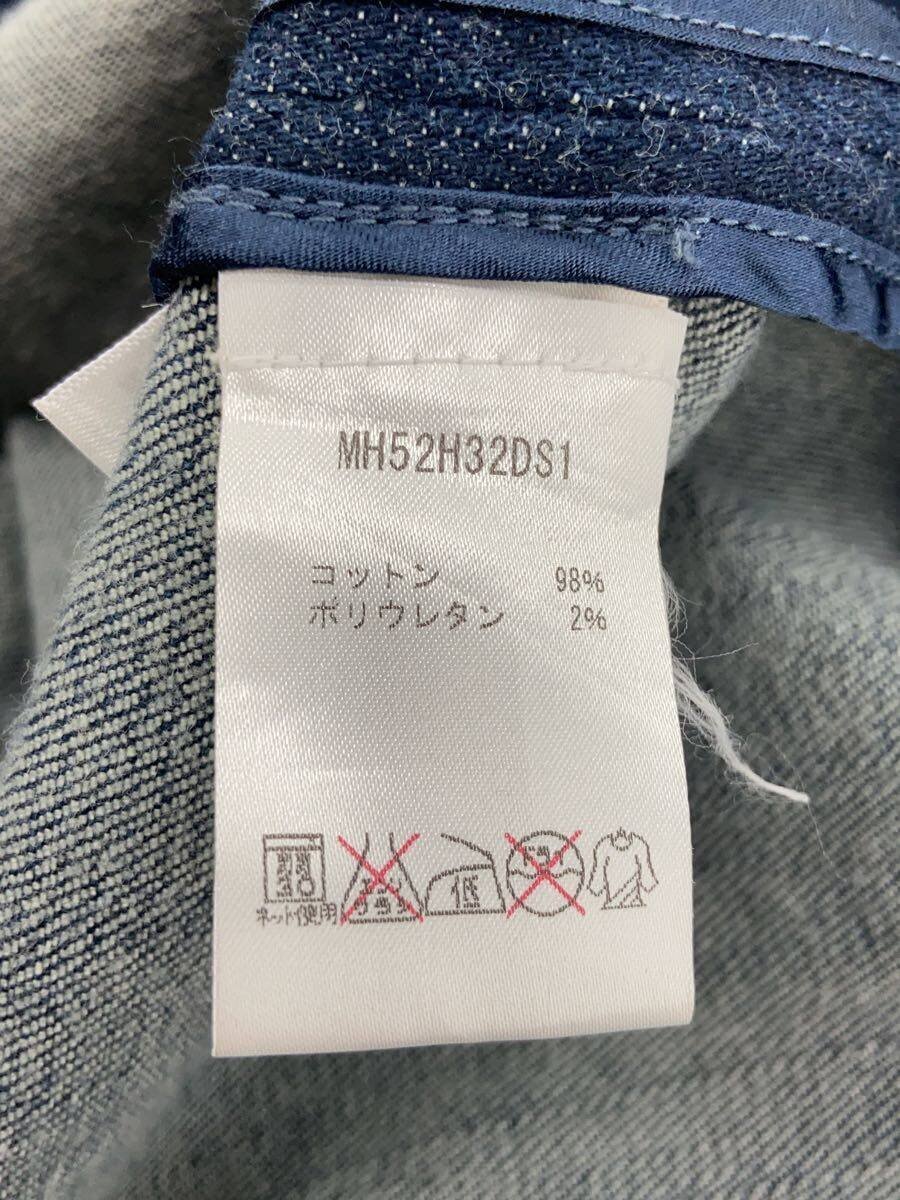 MH52H32DS1
コットン 98%
ポリウレタン 2%
低
ネット使用